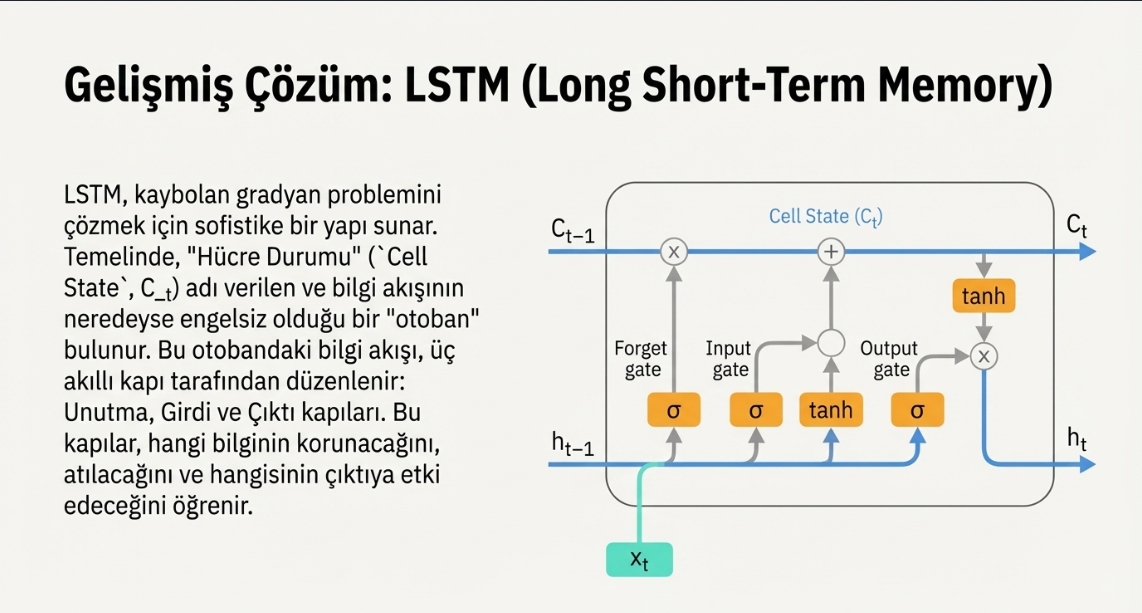 Gelişmiş Çözüm: LSTM (Long Short-Term Memory)
LSTM, kaybolan gradyan problemini
çözmek için sofistike bir yapı sunar.
Temelinde, "Hücre Durumu" (`Cell
State`, C_t) adı verilen ve bilgi akışının
neredeyse engelsiz olduğu bir "otoban"
bulunur. Bu otobandaki bilgi akışı, üç
akıllı kapı tarafından düzenlenir:
Unutma, Girdi ve Çıktı kapıları. Bu
kapılar, hangi bilginin korunacağını,
atılacağını ve hangisinin çıktıya etki
edeceğini öğrenir.
Cell State (Ct)
Ct−1
Ct
x
+
tanh
Forget
gate
Input
gate
Output
gate
x
σ
σ
tanh
σ
ht−1
ht
xt